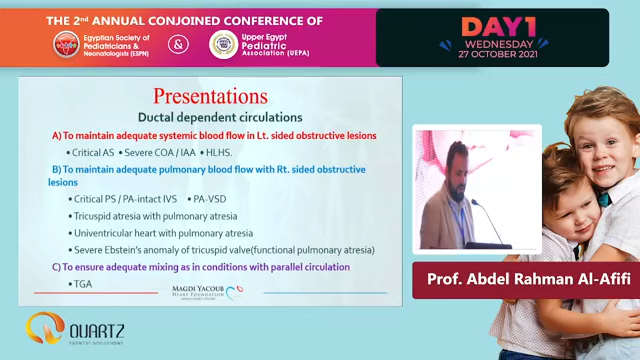 THE 2nd ANNUAL CONJOINED CONFERENCE OF
Egyptian Society of
Pediatricians &
Neonatologists (ESPN)
&
Upper Egypt
Pediatric
Association (UEPA)
DAY1
WEDNESDAY
27 OCTOBER 2021
Presentations
Ductal dependent circulations
A) To maintain adequate systemic blood flow in Lt. sided obstructive lesions
• Critical AS • Severe COA / IAA • HLHS.
B) To maintain adequate pulmonary blood flow with Rt. sided obstructive
lesions
• Critical PS / PA-intact IVS • PA-VSD
• Tricuspid atresia with pulmonary atresia
• Univentricular heart with pulmonary atresia
• Severe Ebstein's anomaly of tricuspid valve(functional pulmonary atresia)
C) To ensure adequate mixing as in conditions with parallel circulation
• TGA
MAGDI YACOUB
HEART FOUNDATION
Prof. Abdel Rahman Al-Afifi
QUARTZ